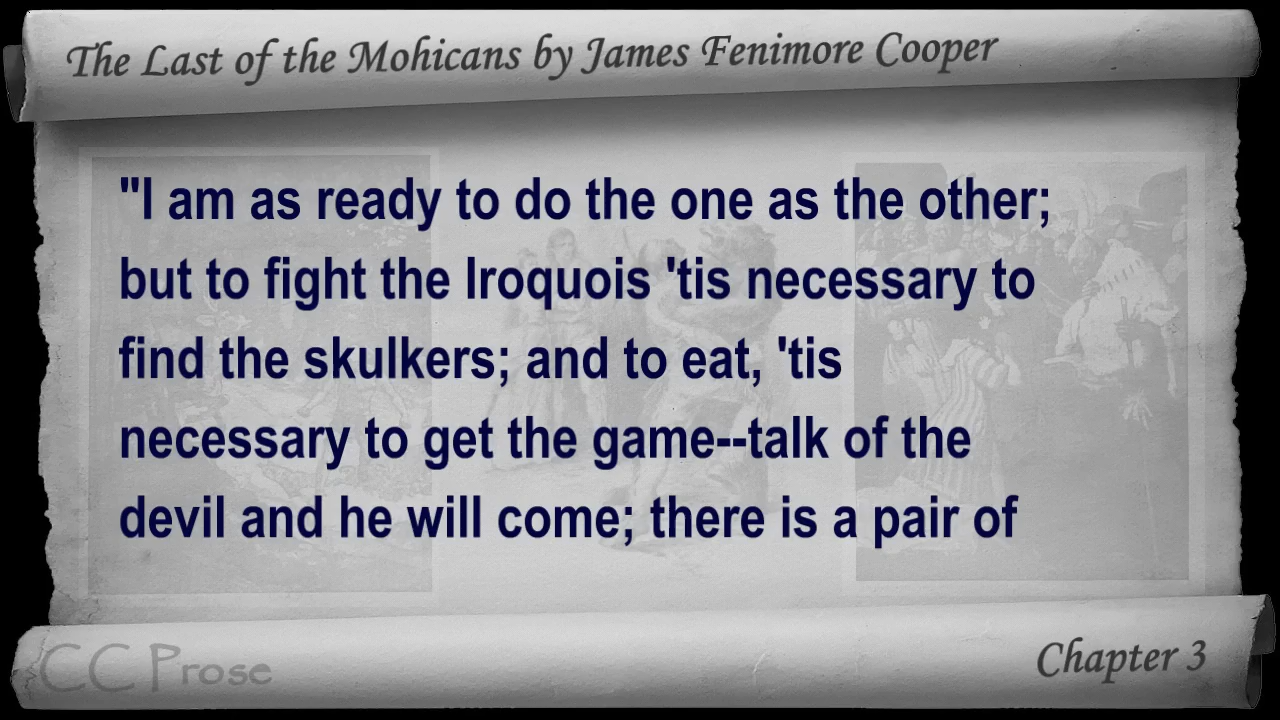 The Last of the Mohicans by James Fenimore Cooper
"I am as ready to do the one as the other;
but to fight the Iroquois 'tis necessary to
find the skulkers; and to eat, 'tis
necessary to get the game--talk of the
devil and he will come; there is a pair of
CC Prose
Chapter 3